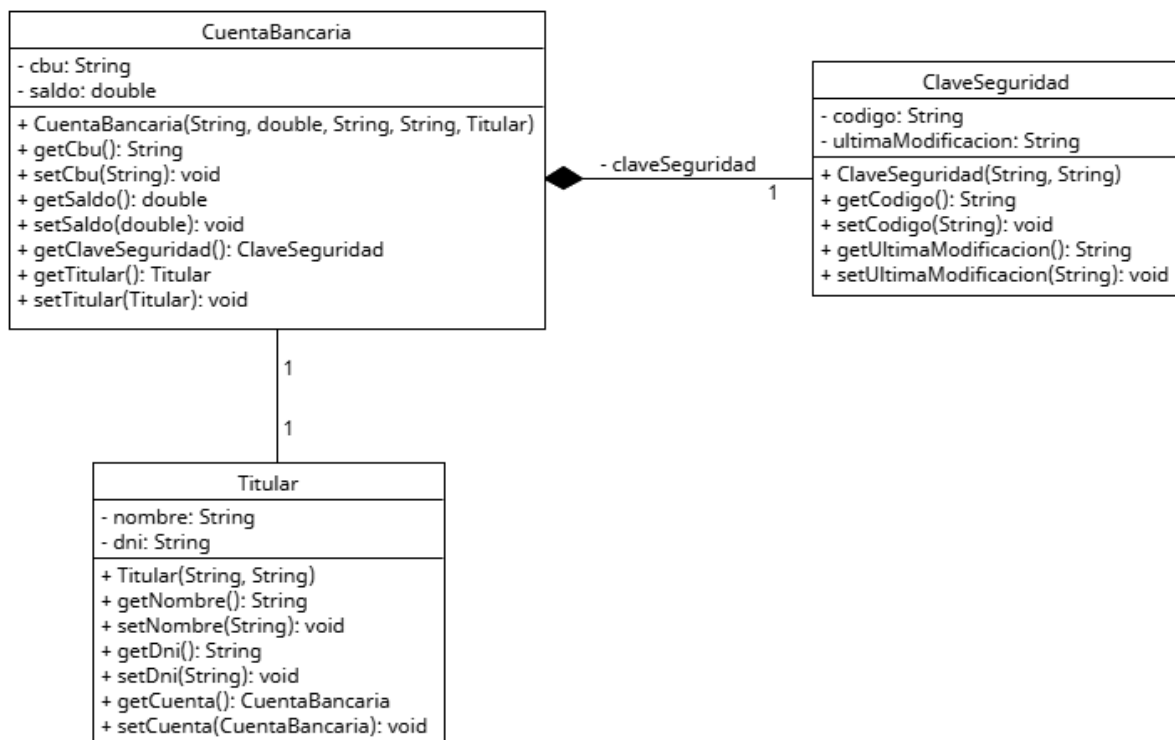 CuentaBancaria
- cbu: String
- saldo: double
+ CuentaBancaria(String, double, String, String, Titular)
+ getCbu(): String
+ setCbu(String): void
+ getSaldo(): double
+ setSaldo(double): void
+ getClaveSeguridad(): ClaveSeguridad
+ getTitular(): Titular
+ setTitular(Titular): void
- claveSeguridad
1
ClaveSeguridad
- codigo: String
- ultimaModificacion: String
+ ClaveSeguridad(String, String)
+ getCodigo(): String
+ setCodigo(String): void
+ getUltimaModificacion(): String
+ setUltimaModificacion(String): void
1
1
Titular
- nombre: String
- dni: String
+ Titular(String, String)
+ getNombre(): String
+ setNombre(String): void
+ getDni(): String
+ setDni(String): void
+ getCuenta(): CuentaBancaria
+ setCuenta(CuentaBancaria): void